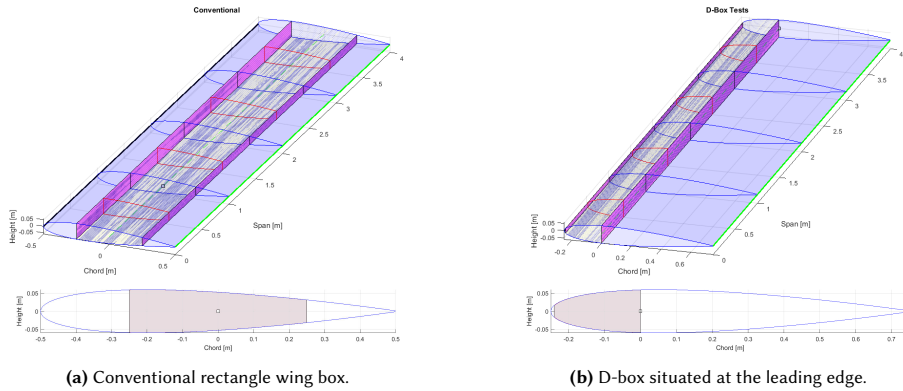 Conventional
D-Box Tests
4
3.5
3
2.5
2
1.5
1
0.5
0
Span [m]
Height [m]
0.05
0
-0.05
-0.5
0
0.5
Chord [m]
4
3.5
3
2.5
2
1.5
1
0.5
0
Span [m]
Height [m]
0.05
0
-0.05
-0.2
0
0.2
0.4
0.6
Chord [m]
Height [m]
0.05
0
-0.05
-0.5 -0.4 -0.3 -0.2 -0.1 0 0.1 0.2 0.3 0.4 0.5
Chord [m]
Height [m]
0.05
0
-0.05
-0.2 -0.1 0 0.1 0.2 0.3 0.4 0.5 0.6 0.7
Chord [m]
(a) Conventional rectangle wing box.
(b) D-box situated at the leading edge.